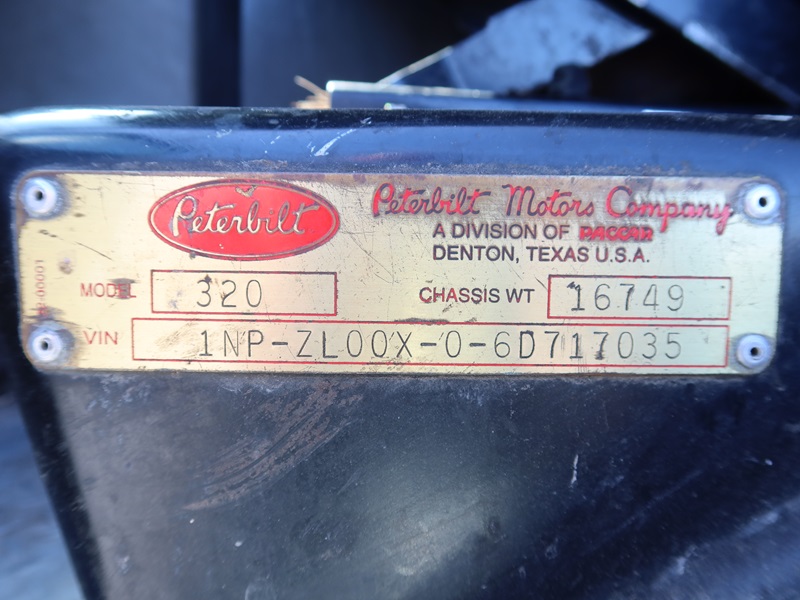 Peterbilt
Peterbilt Motors Company
A DIVISION OF PACCAR
DENTON, TEXAS U.S.A.
MODEL 320
CHASSIS WT 16749
VIN 1NP-ZL00X-0-6D717035